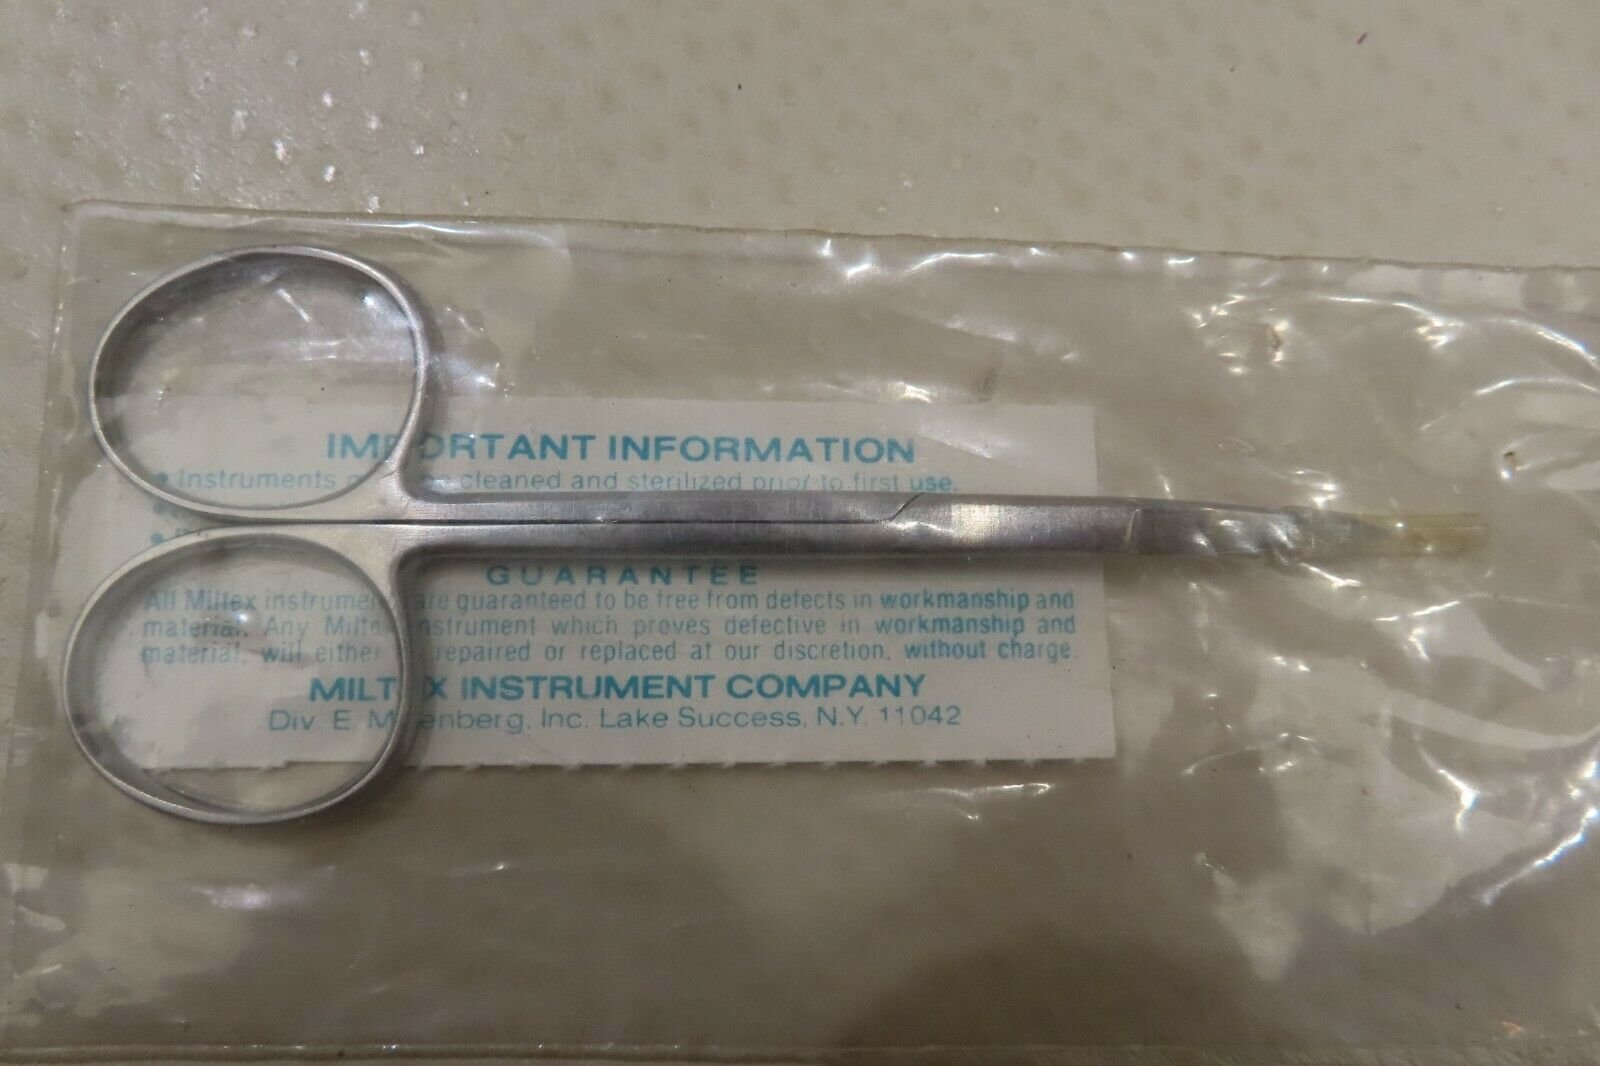 IMPORTANT INFORMATION
• Instruments cleaned and sterilized prior to first use.
•
•
GUARANTEE
All Miltex instruments are guaranteed to be free from defects in workmanship and
material. Any Miltex instrument which proves defective in workmanship and
material, will either repaired or replaced at our discretion, without charge.
MILTEX INSTRUMENT COMPANY
Div. E. Inc. Lake Success, N.Y. 11042